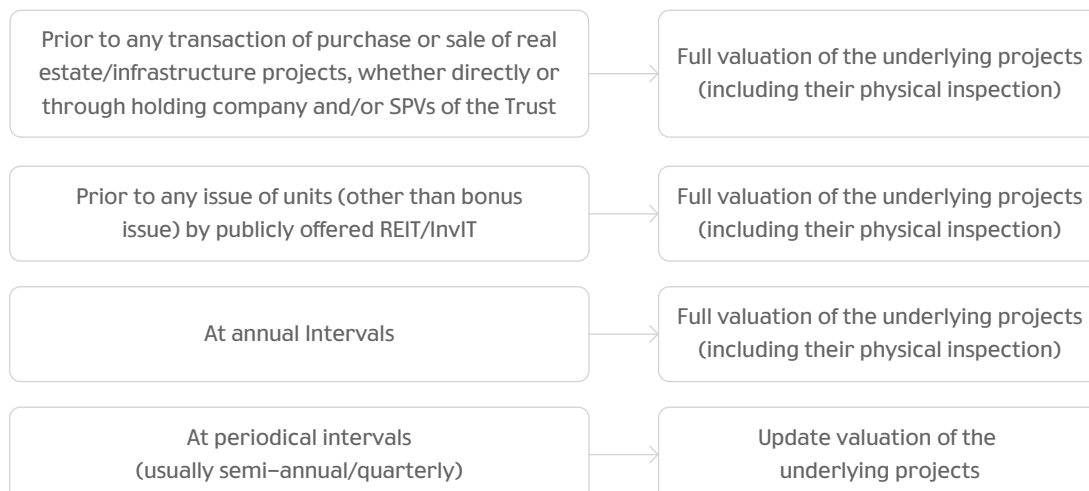 Prior to any transaction of purchase or sale of real
estate/infrastructure projects, whether directly or
through holding company and/or SPVs of the Trust
Full valuation of the underlying projects
(including their physical inspection)
Prior to any issue of units (other than bonus
issue) by publicly offered REIT/InvIT
Full valuation of the underlying projects
(including their physical inspection)
At annual Intervals
Full valuation of the underlying projects
(including their physical inspection)
At periodical intervals
(usually semi-annual/quarterly)
Update valuation of the
underlying projects